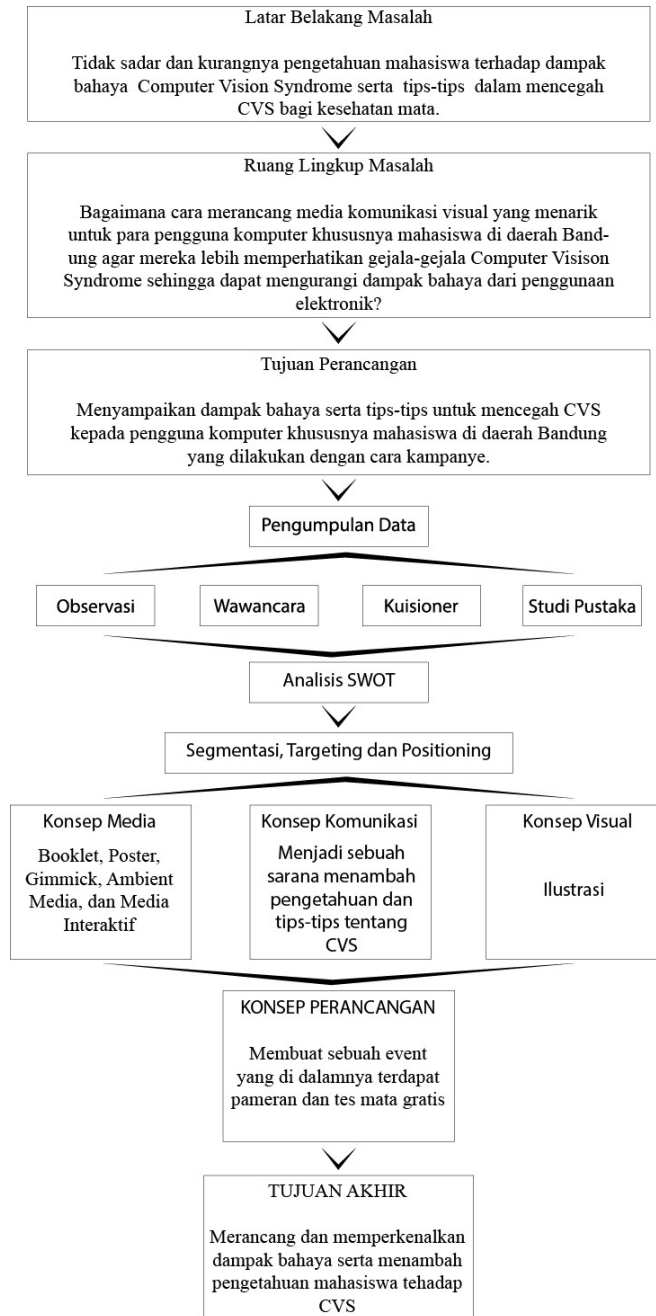 Latar Belakang Masalah
Tidak sadar dan kurangnya pengetahuan mahasiswa terhadap dampak
bahaya Computer Vision Syndrome serta tips-tips dalam mencegah
CVS bagi kesehatan mata.
Ruang Lingkup Masalah
Bagaimana cara merancang media komunikasi visual yang menarik
untuk para pengguna komputer khususnya mahasiswa di daerah Band-
ung agar mereka lebih memperhatikan gejala-gejala Computer Visison
Syndrome sehingga dapat mengurangi dampak bahaya dari penggunaan
elektronik?
Tujuan Perancangan
Menyampaikan dampak bahaya serta tips-tips untuk mencegah CVS
kepada pengguna komputer khususnya mahasiswa di daerah Bandung
yang dilakukan dengan cara kampanye.
Pengumpulan Data
Observasi
Wawancara
Kuisioner
Studi Pustaka
Analisis SWOT
Segmentasi, Targeting dan Positioning
Konsep Media
Booklet, Poster,
Gimmick, Ambient
Media, dan Media
Interaktif
Konsep Komunikasi
Menjadi sebuah
sarana menambah
pengetahuan dan
tips-tips tentang
CVS
Konsep Visual
Ilustrasi
KONSEP PERANCANGAN
Membuat sebuah event
yang di dalamnya terdapat
pameran dan tes mata gratis
TUJUAN AKHIR
Merancang dan memperkenalkan
dampak bahaya serta menambah
pengetahuan mahasiswa tehadap
CVS